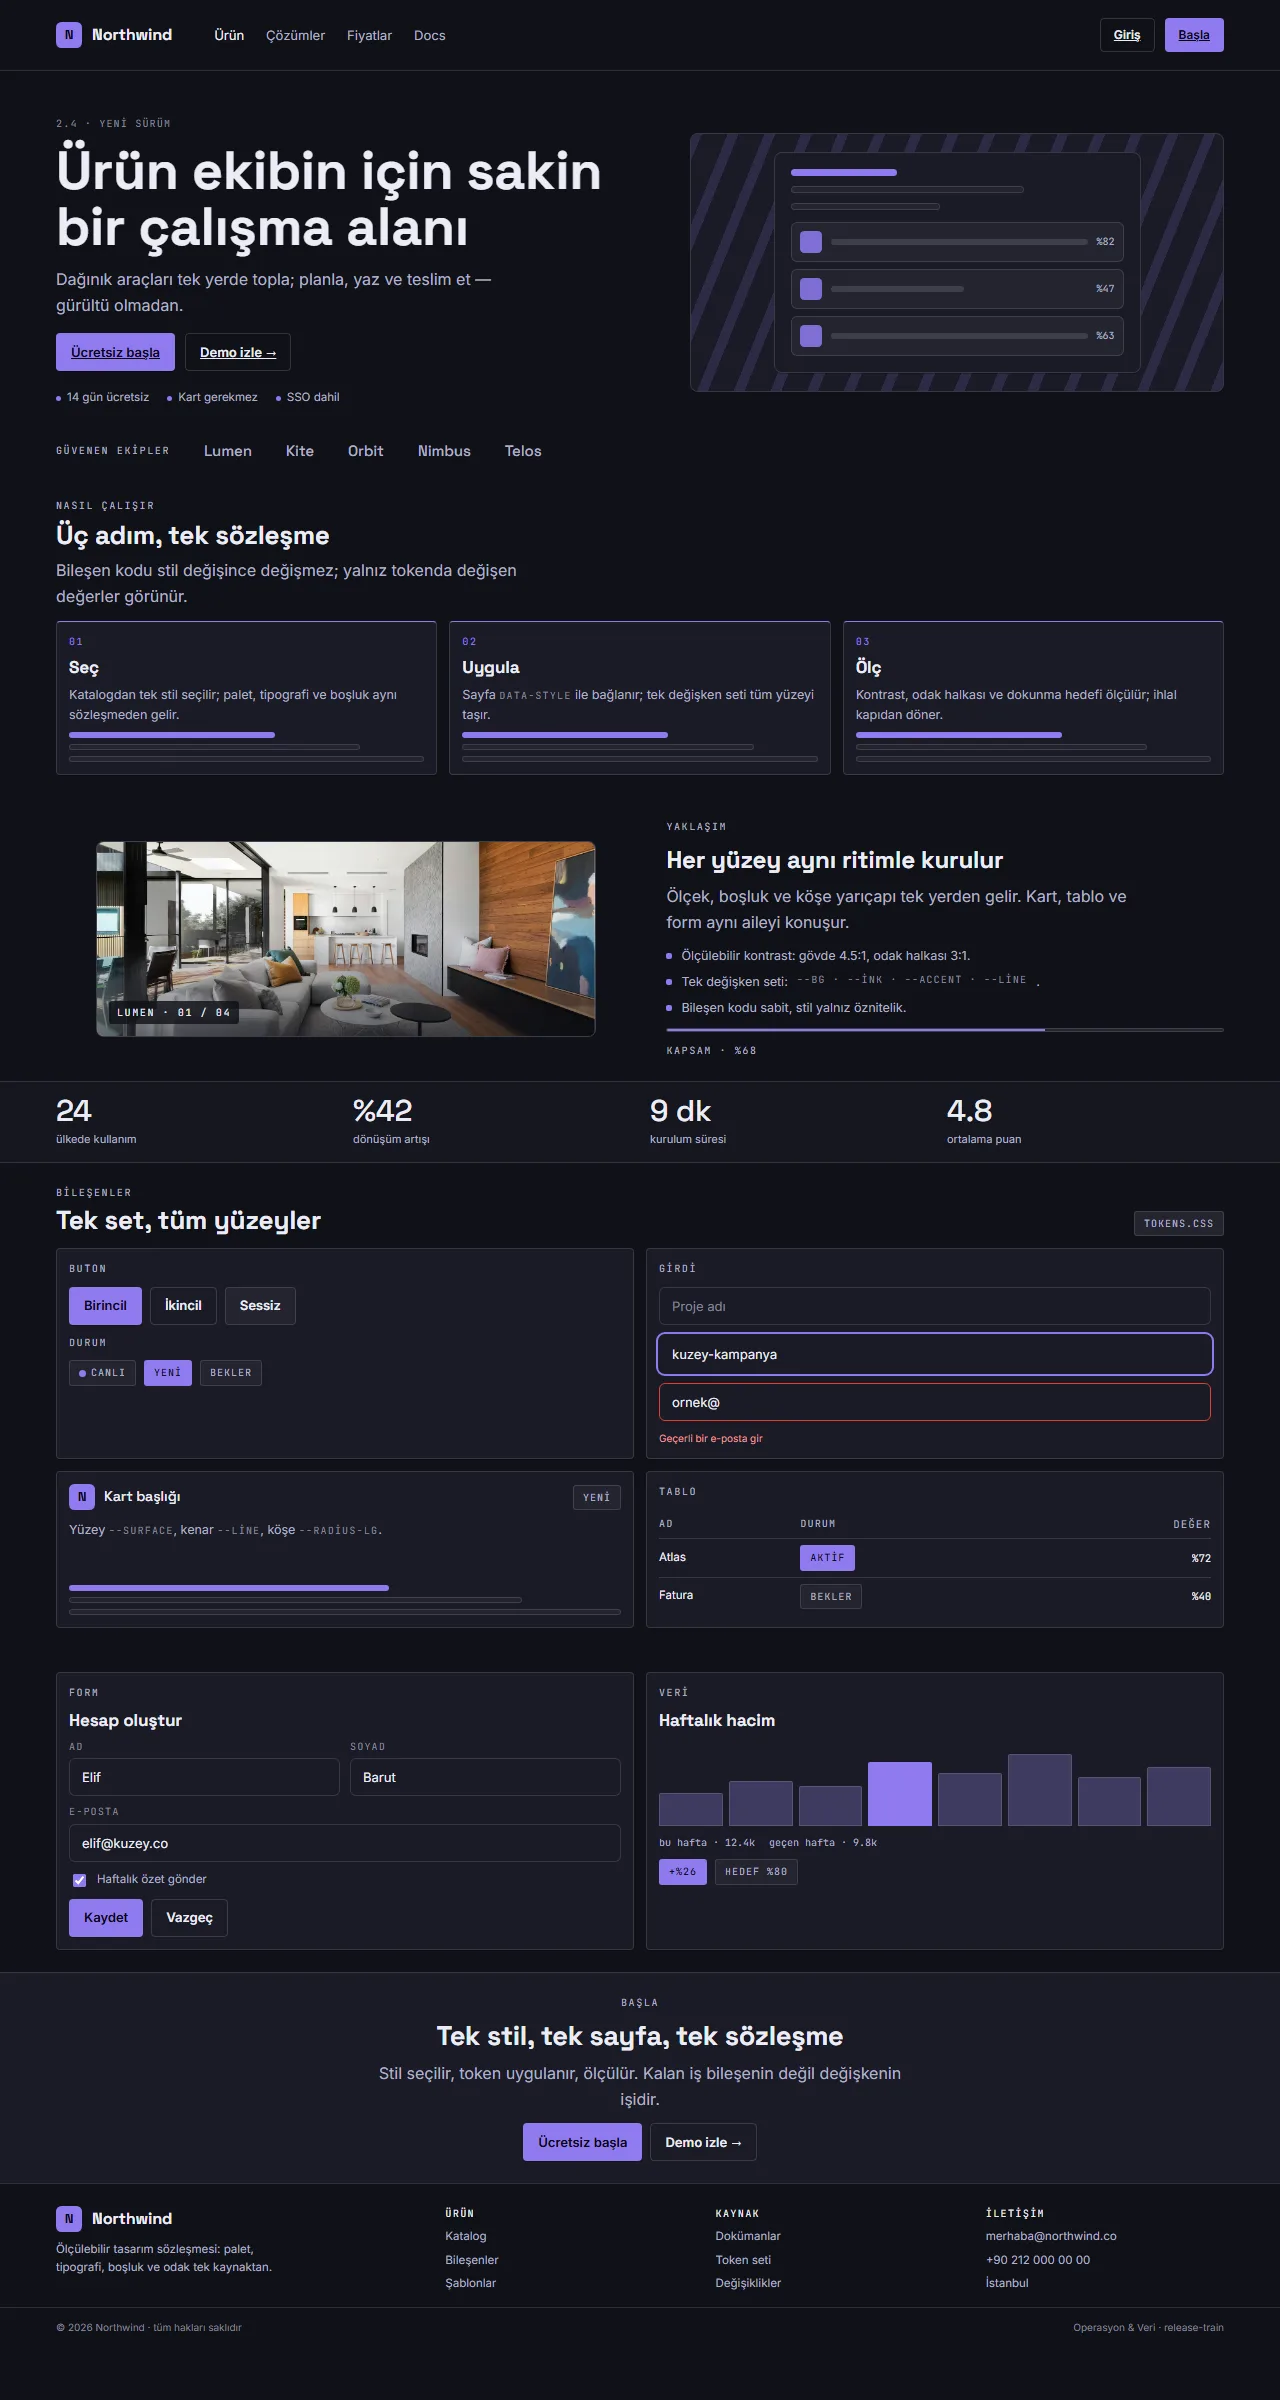 N Northwind Ürün Çözümler Fiyatlar Docs Giriş Başla
2.4 · YENİ SÜRÜM
Ürün ekibin için sakin
bir çalışma alanı
Dağınık araçları tek yerde topla; planla, yaz ve teslim et —
gürültü olmadan.
Ücretsiz başla Demo izle →
14 gün ücretsiz Kart gerekmez SSO dahil
%82
%47
%63
GÜVENEN EKİPLER Lumen Kite Orbit Nimbus Telos
NASIL ÇALIŞIR
Üç adım, tek sözleşme
Bileşen kodu stil değişince değişmez; yalnız tokenda değişen
değerler görünür.
01
Seç
Katalogdan tek stil seçilir; palet, tipografi ve boşluk aynı
sözleşmeden gelir.
02
Uygula
Sayfa DATA-STYLE ile bağlanır; tek değişken seti tüm yüzeyi
taşır.
03
Ölç
Kontrast, odak halkası ve dokunma hedefi ölçülür; ihlal
kapıdan döner.
LUMEN · 01 / 04
YAKLAŞIM
Her yüzey aynı ritimle kurulur
Ölçek, boşluk ve köşe yarıçapı tek yerden gelir. Kart, tablo ve
form aynı aileyi konuşur.
Ölçülebilir kontrast: gövde 4.5:1, odak halkası 3:1.
Tek değişken seti: --BG · --İNK · --ACCENT · --LİNE .
Bileşen kodu sabit, stil yalnız öznitelik.
KAPSAM · %68
24 %42 9 dk 4.8
ülkede kullanım dönüşüm artışı kurulum süresi ortalama puan
BİLEŞENLER
Tek set, tüm yüzeyler
TOKENS.CSS
BUTON
Birincil İkincil Sessiz
DURUM
CANLI YENİ BEKLER
GİRDİ
Proje adı
kuzey-kampanya
ornek@
Geçerli bir e-posta gir
N Kart başlığı YENİ
Yüzey --SURFACE, kenar --LİNE, köşe --RADİUS-LG.
TABLO
AD DURUM DEĞER
Atlas AKTİF %72
Fatura BEKLER %40
FORM
Hesap oluştur
AD SOYAD
Elif Barut
E-POSTA
elif@kuzey.co
Haftalık özet gönder
Kaydet Vazgeç
VERİ
Haftalık hacim
bu hafta · 12.4k geçen hafta · 9.8k
+%26 HEDEF %80
BAŞLA
Tek stil, tek sayfa, tek sözleşme
Stil seçilir, token uygulanır, ölçülür. Kalan iş bileşenin değil değişkenin
işidir.
Ücretsiz başla Demo izle →
N Northwind
Ölçülebilir tasarım sözleşmesi: palet,
tipografi, boşluk ve odak tek kaynaktan.
ÜRÜN
Katalog
Bileşenler
Şablonlar
KAYNAK
Dokümanlar
Token seti
Değişiklikler
İLETİŞİM
merhaba@northwind.co
+90 212 000 00 00
İstanbul
© 2026 Northwind · tüm hakları saklıdır
Operasyon & Veri · release-train